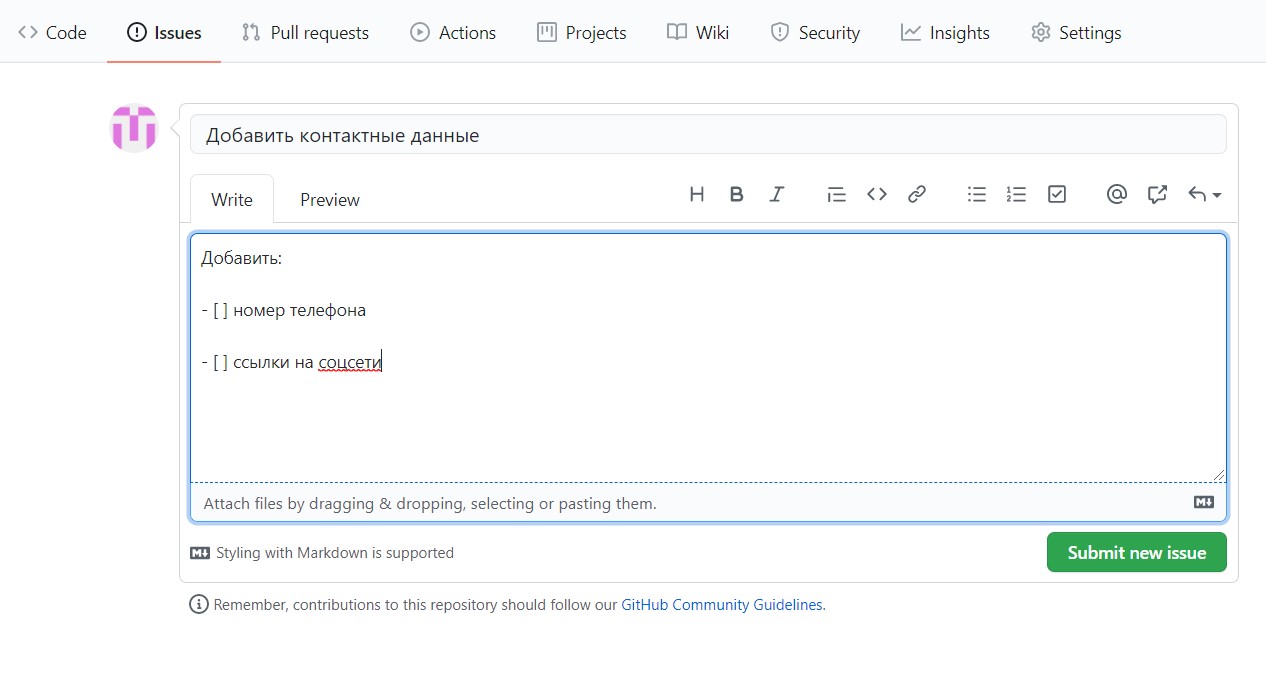 Code Issues Pull requests Actions Projects Wiki Security Insights Settings
Добавить контактные данные
Write Preview
Добавить:
- [ ] номер телефона
- [ ] ссылки на соцсети
Attach files by dragging & dropping, selecting or pasting them.
Styling with Markdown is supported
Submit new issue
Remember, contributions to this repository should follow our GitHub Community Guidelines.